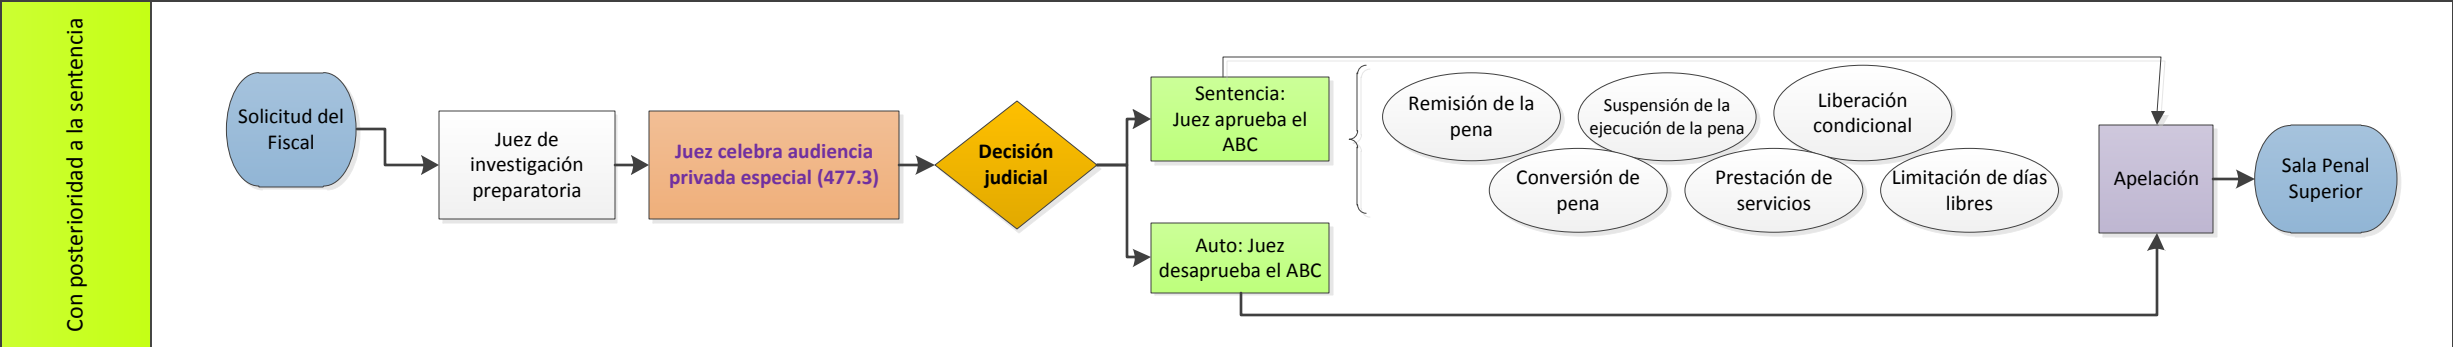 Con posterioridad a la sentencia
Solicitud del
Fiscal
Juez de
investigación
preparatoria
Juez celebra audiencia
privada especial (477.3)
Decisión
judicial
Sentencia:
Juez aprueba el
ABC
Auto: Juez
desaprueba el ABC
Remisión de la
pena
Suspensión de la
ejecución de la pena
Liberación
condicional
Conversión de
pena
Prestación de
servicios
Limitación de días
libres
Apelación
Sala Penal
Superior